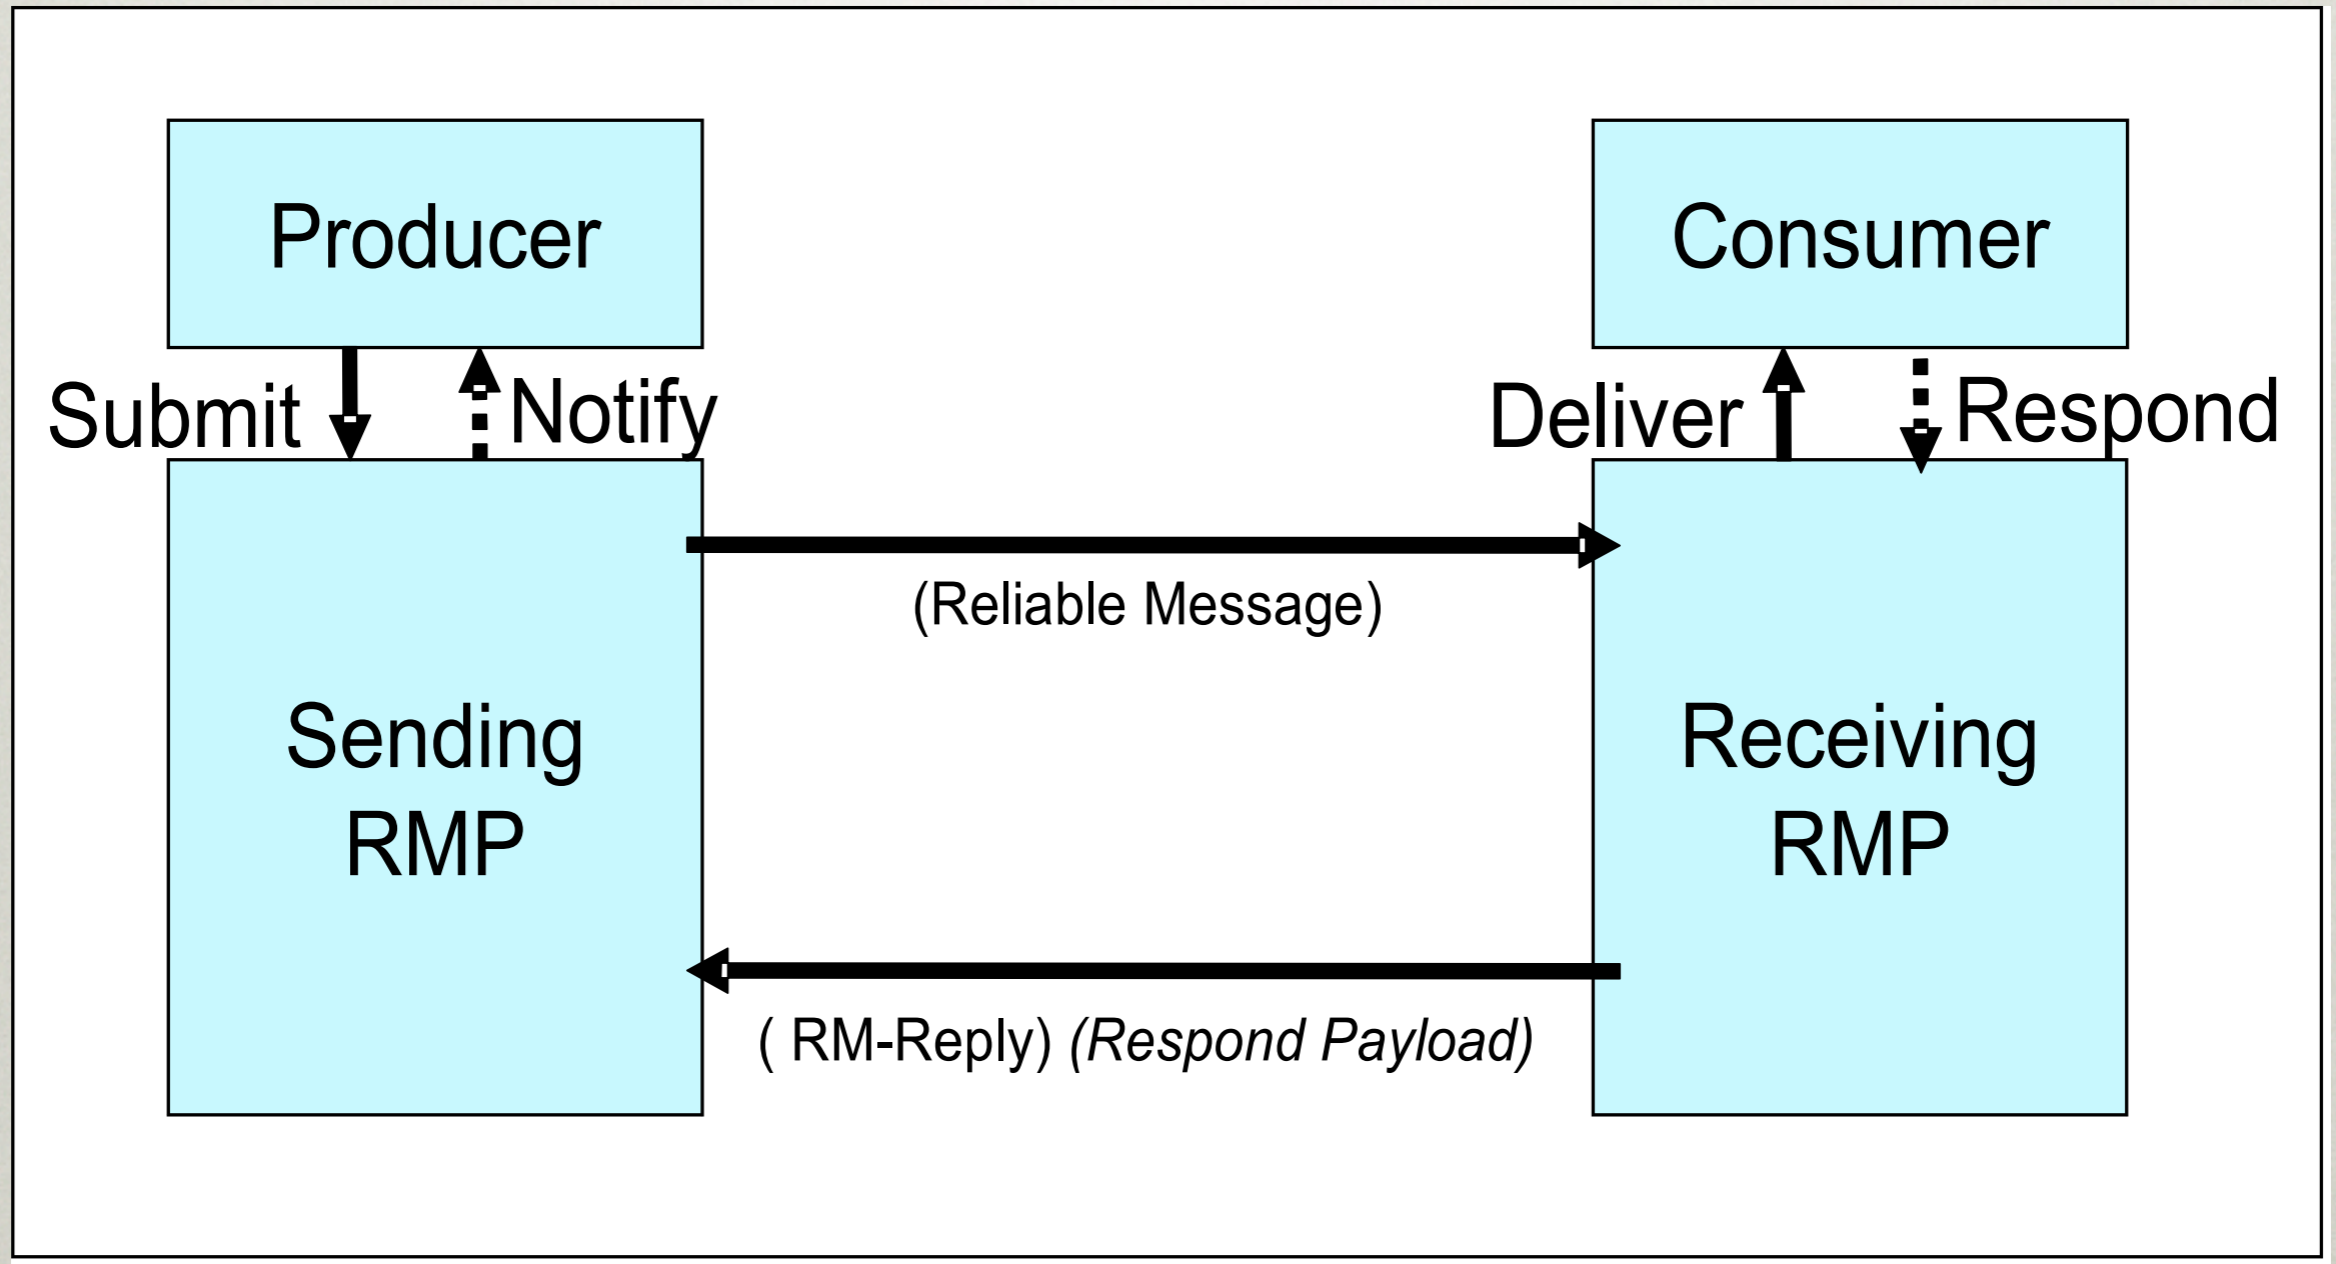 Producer
Consumer
Submit
Notify
Deliver
Respond
(Reliable Message)
Sending
RMP
Receiving
RMP
( RM-Reply) (Respond Payload)